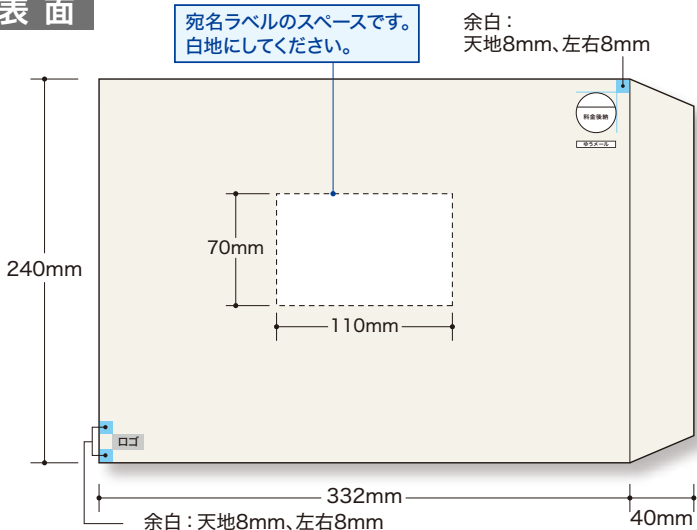 表 面
宛名ラベルのスペースです。
白地にしてください。
余白：
天地8mm、左右8mm
料金後納
ゆうメール
70mm
240mm
110mm
ロゴ
332mm
余白：天地8mm、左右8mm
40mm